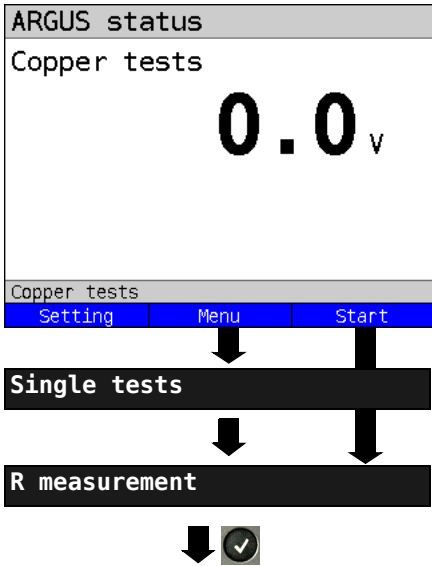 ARGUS status
Copper tests
0.0 V
Copper tests
Setting Menu Start
Single tests
R measurement